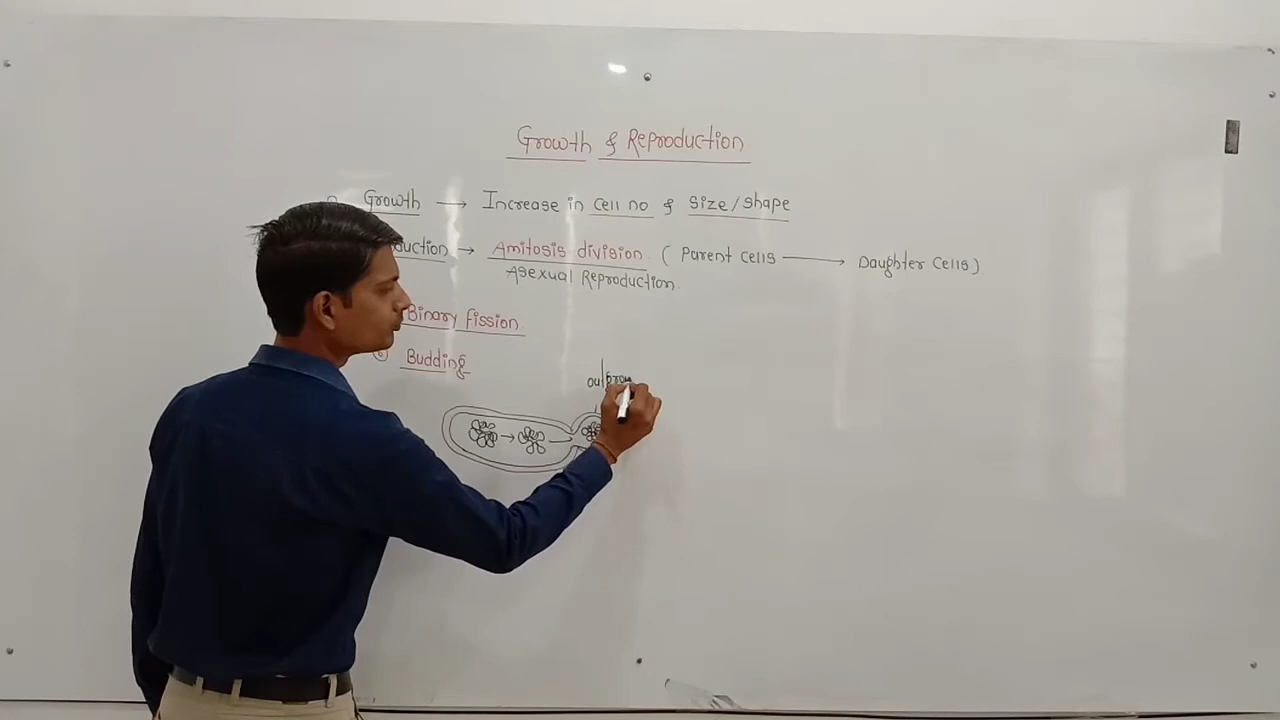 Growth & Reproduction
Growth → Increase in cell no & Size/shape
uction → Amitosis division ( Parent cells → Daughter cells)
Asexual Reproduction.
Binary fission
Budding